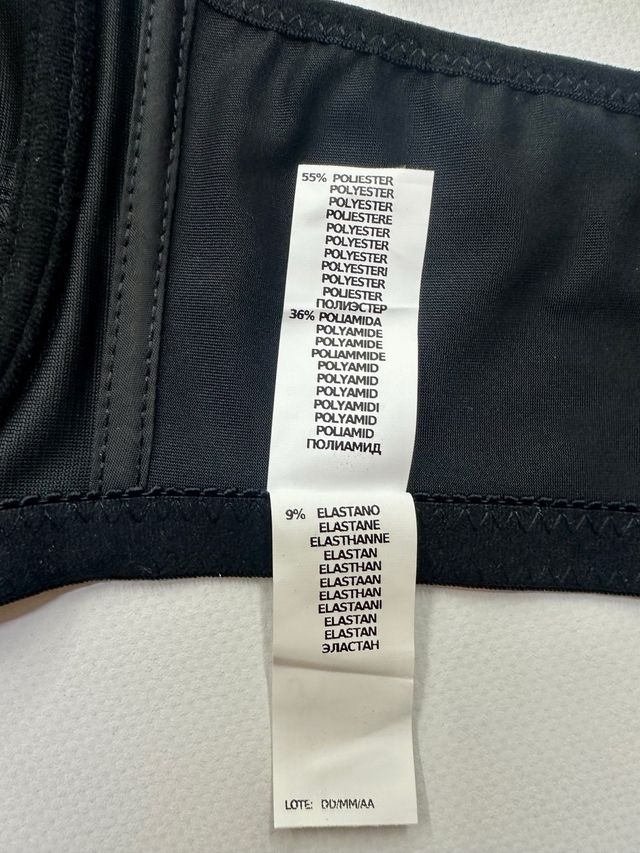 55% POLIESTER
POLYESTER
POLYESTER
POLIESTERE
POLYESTER
POLYESTER
POLYESTER
POLYESTERI
POLYESTER
POLIESTER
ПОЛИЭСТЕР
36% POLIAMIDA
POLYAMIDE
POLYAMIDE
POLIAMMIDE
POLYAMID
POLYAMID
POLYAMID
POLYAMIDI
POLYAMID
POLIAMID
ПОЛИАМИД
9% ELASTANO
ELASTANE
ELASTHANNE
ELASTAN
ELASTHAN
ELASTAAN
ELASTHAN
ELASTAANI
ELASTAN
ELASTAN
ЭЛАСТАН
LOTE: DD/MM/AA